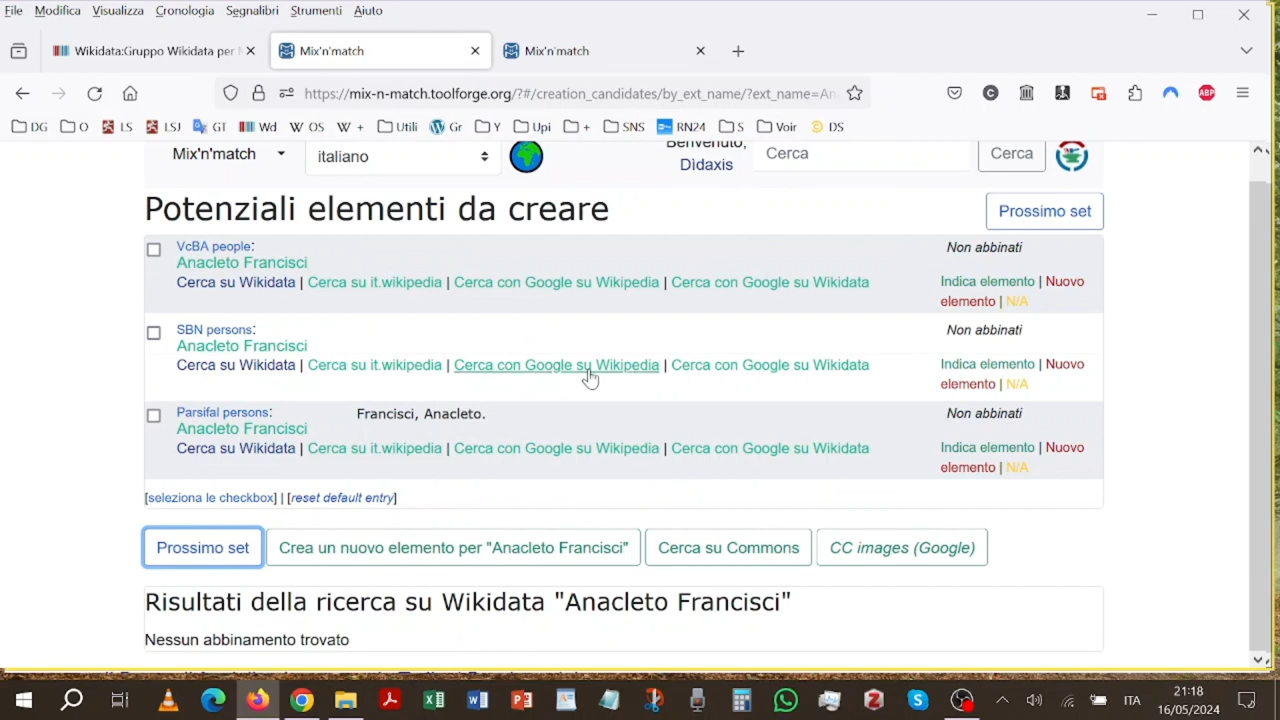 File Modifica Visualizza Cronologia Segnalibri Strumenti Aiuto
Wikidata:Gruppo Wikidata per Mix'n'match Mix'n'match
https://mix-n-match.toolforge.org/?#/creation_candidates/by_ext_name/?ext_name=An
DG O LS LSJ GT Wd OS + Utili Gr Y Upi + SNS RN24 S Voir DS
Mix'n'match italiano Benvenuto, Cerca Cerca
Didaxis
Potenziali elementi da creare Prossimo set
VcBA people: Non abbinati
Anacleto Francisci
Cerca su Wikidata | Cerca su it.wikipedia | Cerca con Google su Wikipedia | Cerca con Google su Wikidata Indica elemento | Nuovo
elemento | N/A
SBN persons: Non abbinati
Anacleto Francisci
Cerca su Wikidata | Cerca su it.wikipedia | Cerca con Google su Wikipedia | Cerca con Google su Wikidata Indica elemento | Nuovo
elemento | N/A
Parsifal persons: Francisci, Anacleto. Non abbinati
Anacleto Francisci
Cerca su Wikidata | Cerca su it.wikipedia | Cerca con Google su Wikipedia | Cerca con Google su Wikidata Indica elemento | Nuovo
elemento | N/A
[seleziona le checkbox] | [reset default entry]
Prossimo set Crea un nuovo elemento per "Anacleto Francisci" Cerca su Commons CC images (Google)
Risultati della ricerca su Wikidata "Anacleto Francisci"
Nessun abbinamento trovato
ITA 21:18
16/05/2024